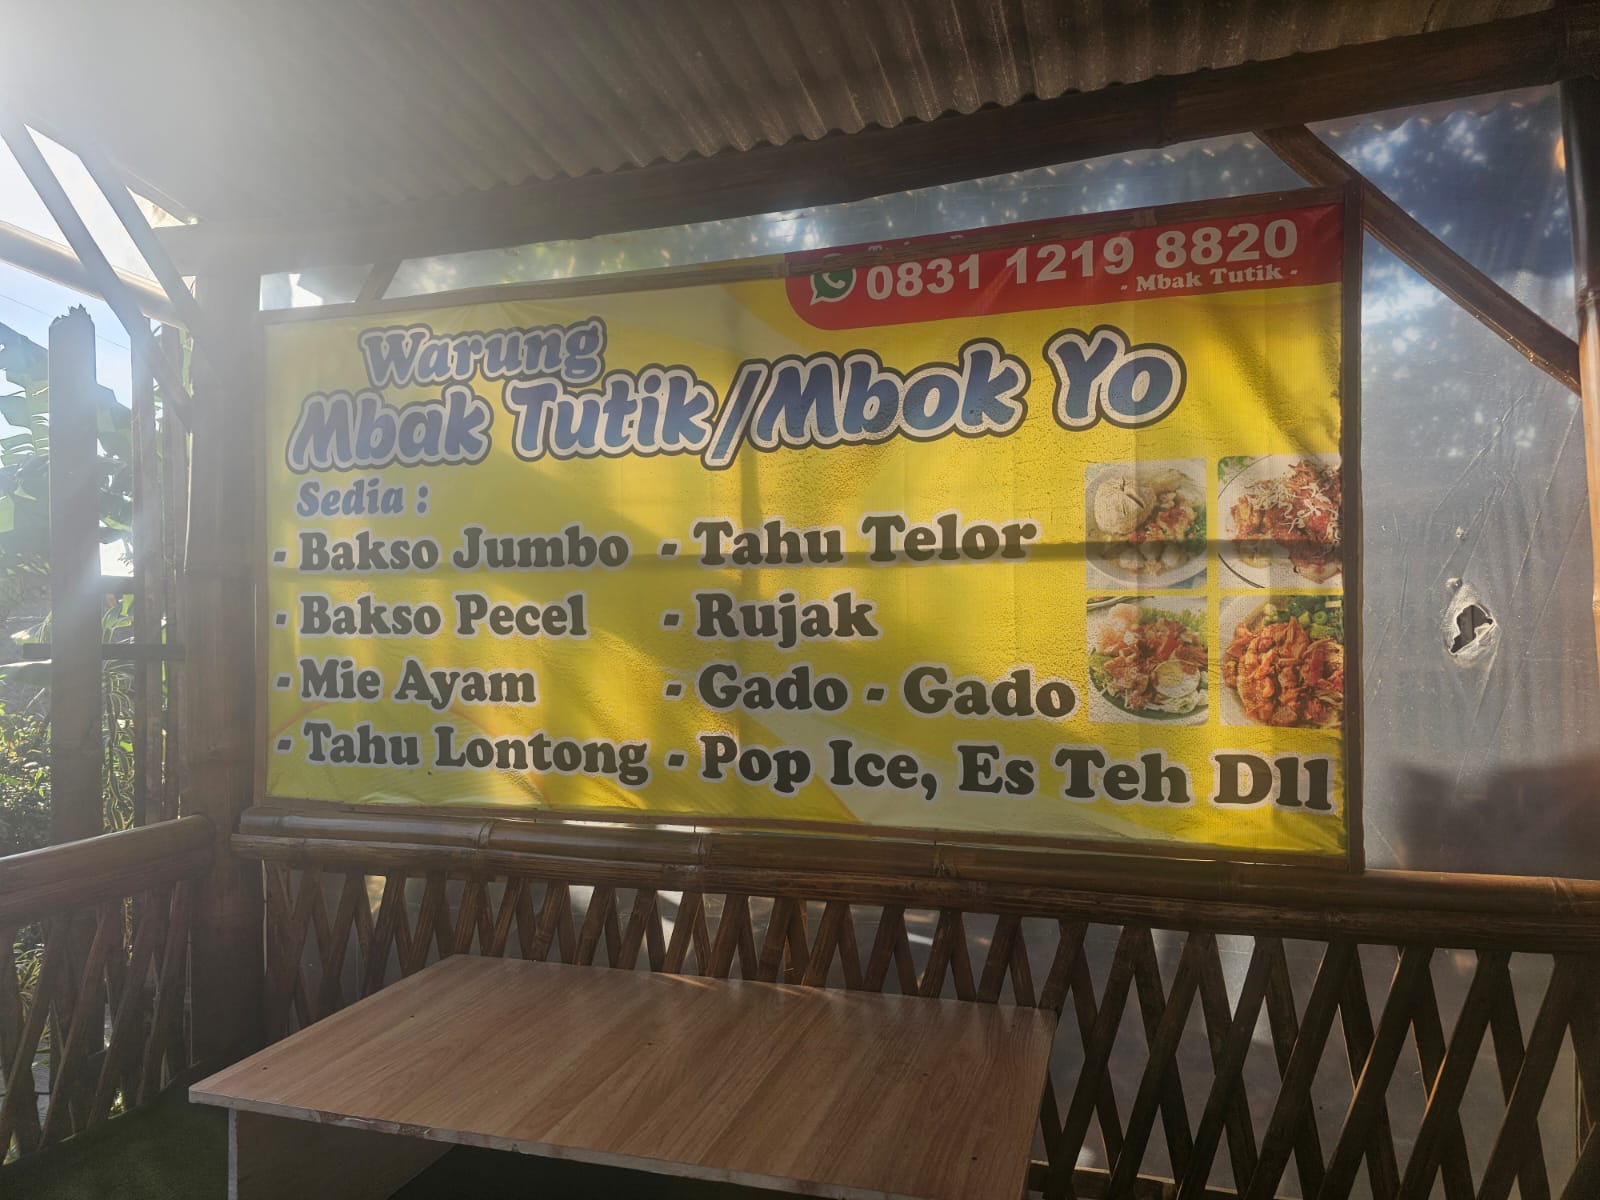 0831 1219 8820
- Mbak Tutik -
Warung
Mbak Tutik/Mbok Yo
Sedia :
- Bakso Jumbo
- Bakso Pecel
- Mie Ayam
- Tahu Lontong
- Tahu Telor
- Rujak
- Gado - Gado
- Pop Ice, Es Teh Dll